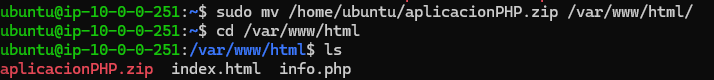 ubuntu@ip-10-0-0-251:~$ sudo mv /home/ubuntu/aplicacionPHP.zip /var/www/html/
ubuntu@ip-10-0-0-251:~$ cd /var/www/html
ubuntu@ip-10-0-0-251:/var/www/html$ ls
aplicacionPHP.zip  index.html  info.php